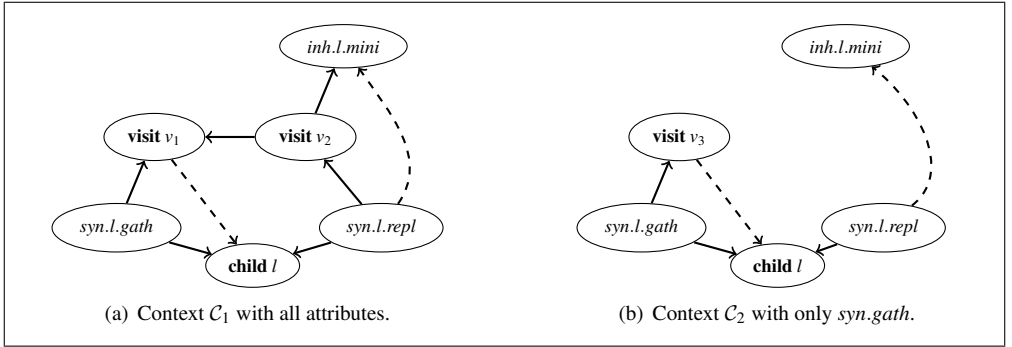 inh.l.mini
inh.l.mini
visit v₁
visit v₂
visit v₃
syn.l.gath
syn.l.repl
syn.l.gath
syn.l.repl
child l
child l
(a) Context 𝒞₁ with all attributes.
(b) Context 𝒞₂ with only syn.gath.